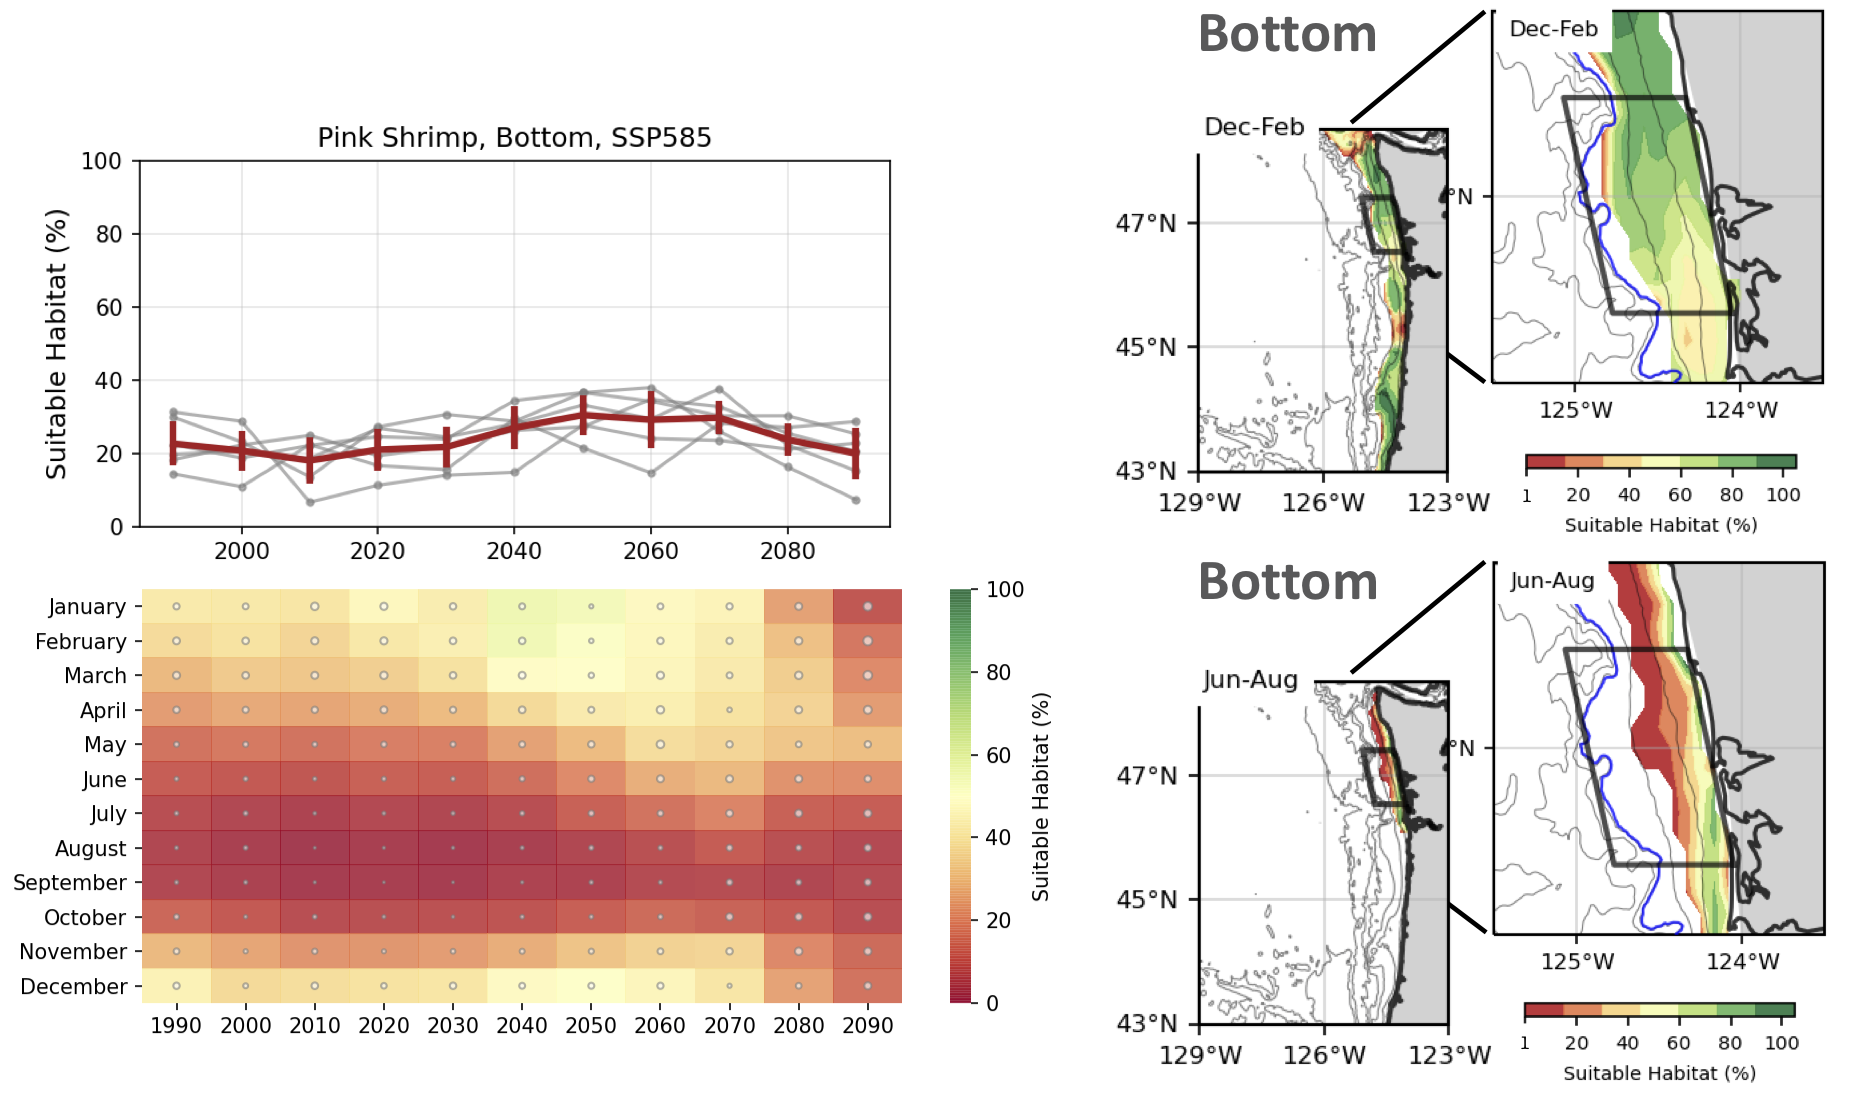 Pink Shrimp, Bottom, SSP585
Suitable Habitat (%)
100
80
60
40
20
0
2000 2020 2040 2060 2080
January
February
March
April
May
June
July
August
September
October
November
December
1990 2000 2010 2020 2030 2040 2050 2060 2070 2080 2090
100
80
60
40
20
0
Suitable Habitat (%)
Bottom
Dec-Feb
47°N
45°N
43°N
129°W 126°W 123°W
Dec-Feb
°N
125°W 124°W
1 20 40 60 80 100
Suitable Habitat (%)
Bottom
Jun-Aug
47°N
45°N
43°N
129°W 126°W 123°W
Jun-Aug
°N
125°W 124°W
1 20 40 60 80 100
Suitable Habitat (%)